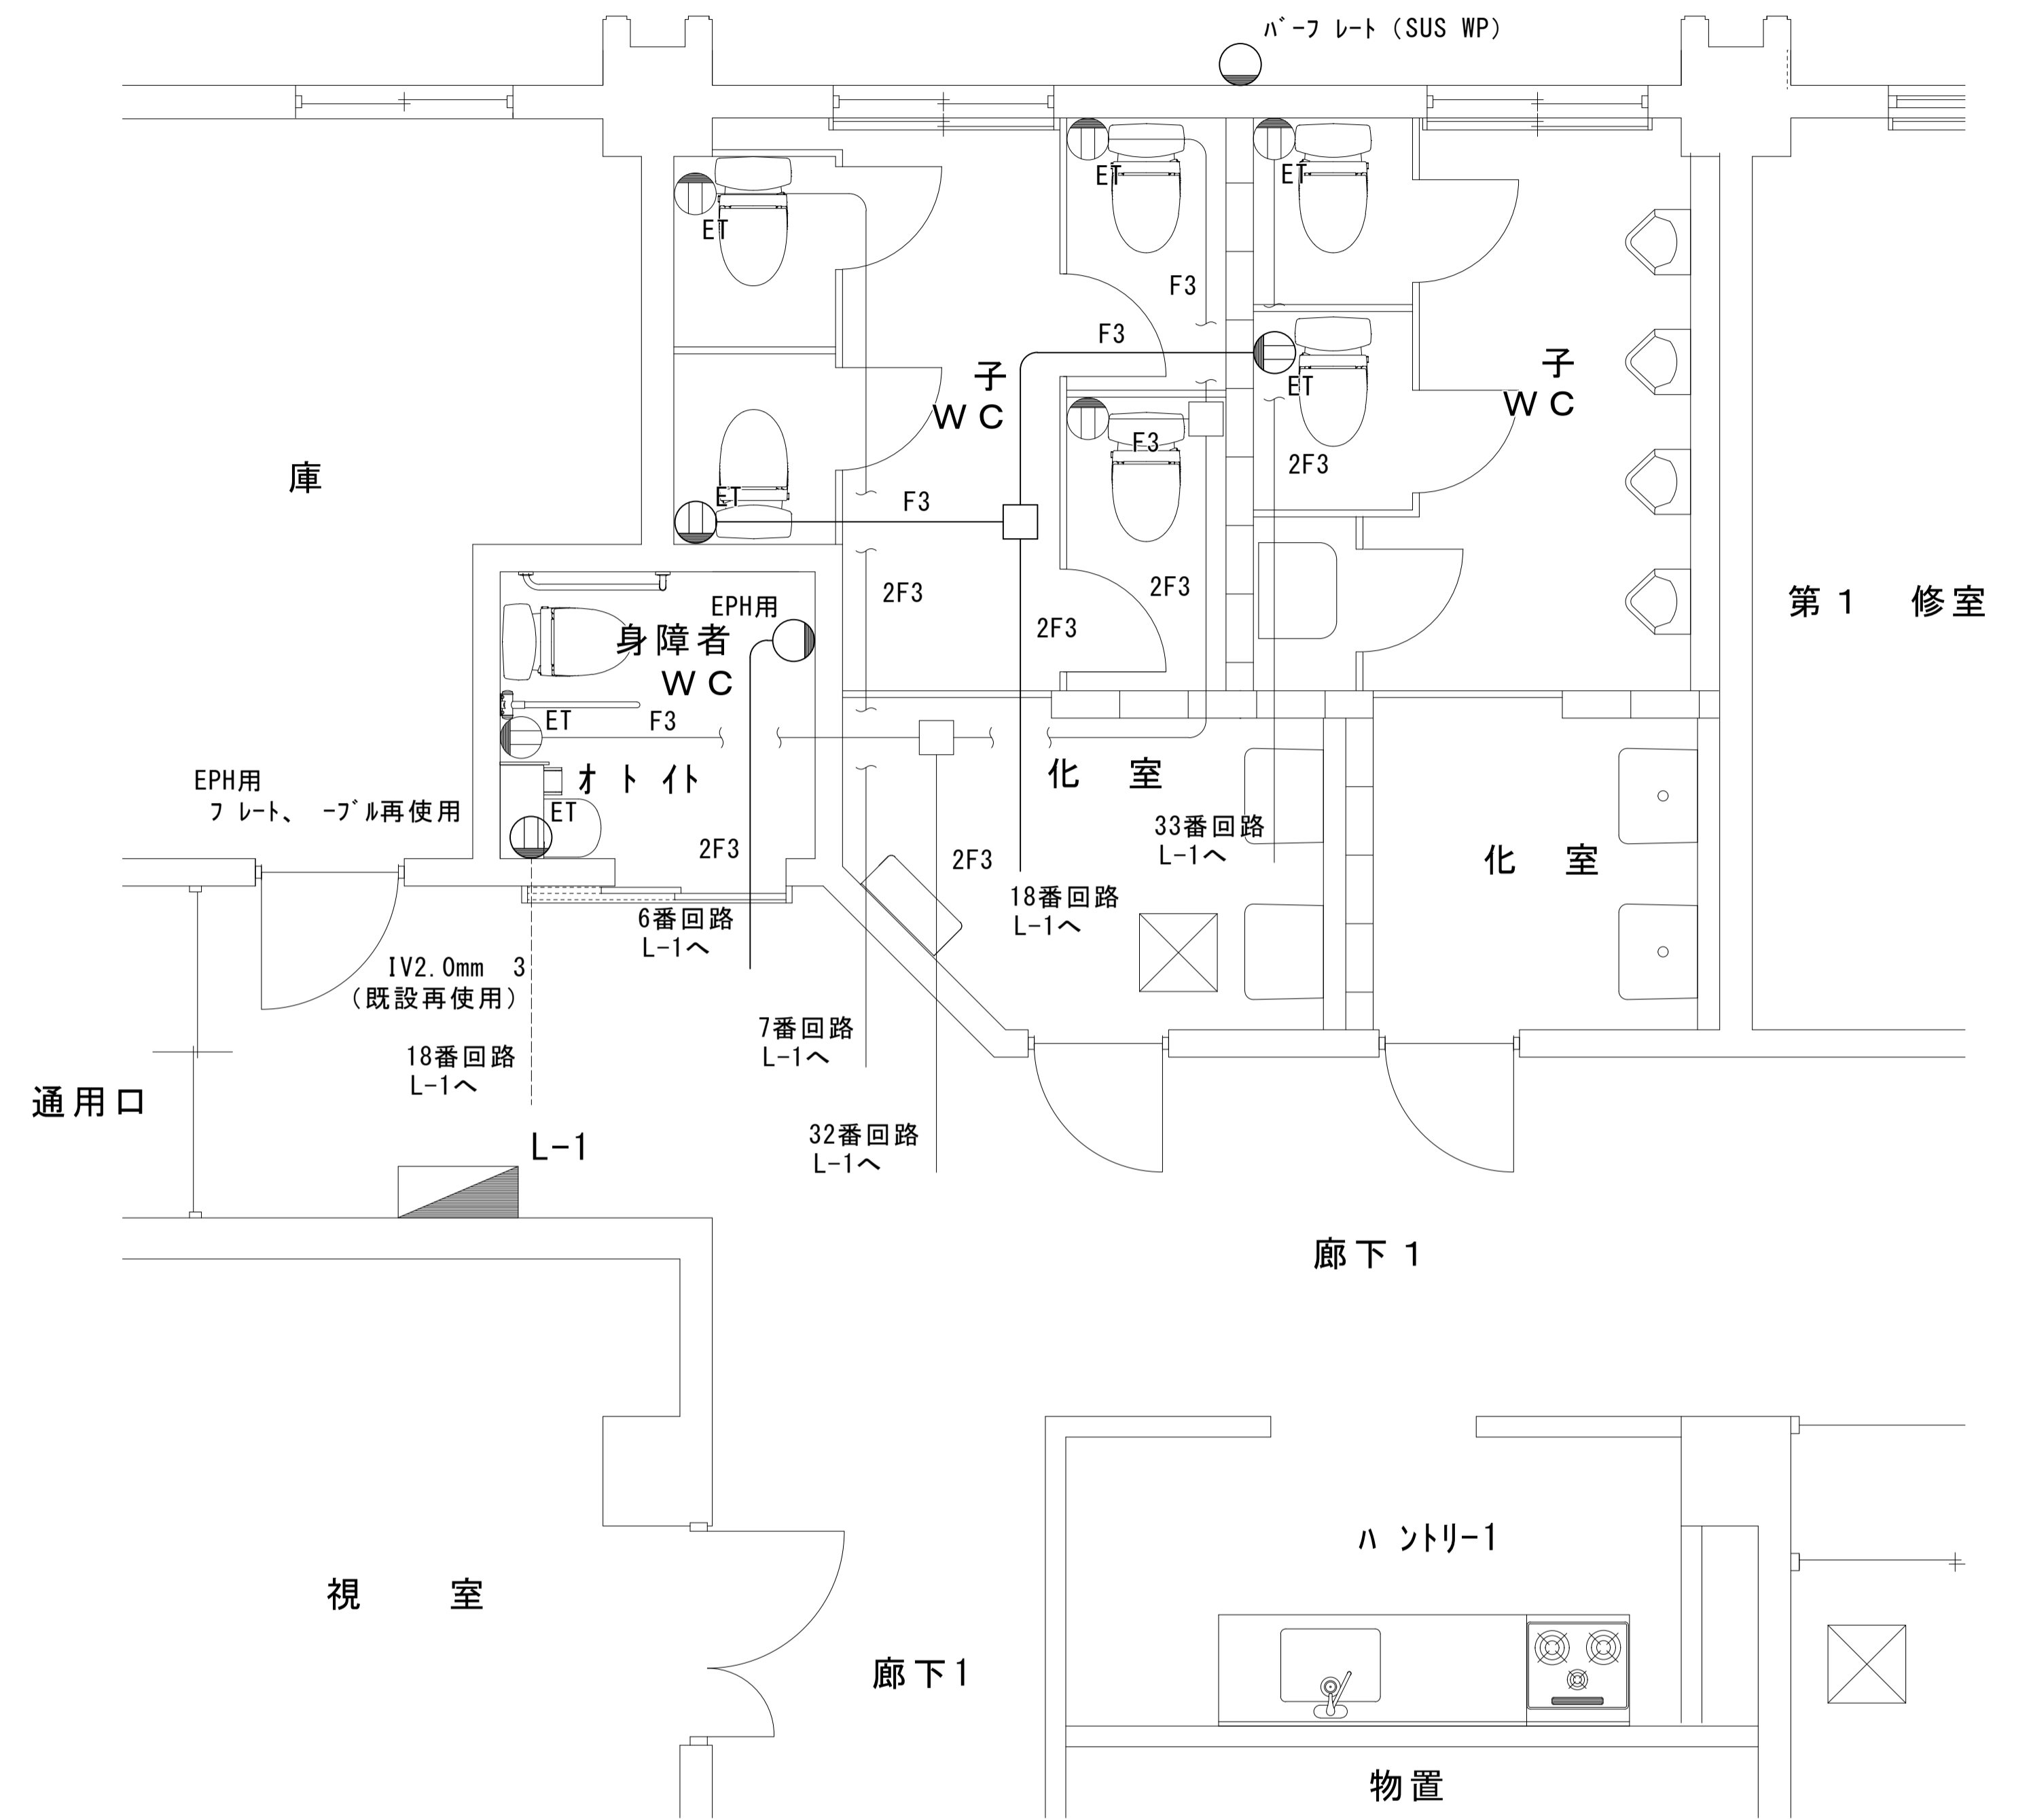 ﾊﾞｰﾌ ﾚｰﾄ（SUS WP）
ET
ET
ET
F3
F3
子
WC
子
WC
ET
F3
2F3
庫
ET
F3
2F3
2F3
2F3
EPH用
第１ 修室
身障者
WC
ET
F3
オトイト
化 室
EPH用
ﾌ ﾚｰﾄ、 ｰﾌﾞﾙ再使用
ET
2F3
2F3
33番回路
L-1へ
化 室
18番回路
L-1へ
6番回路
L-1へ
IV2.0mm 3
（既設再使用）
7番回路
L-1へ
18番回路
L-1へ
通用口
32番回路
L-1へ
L-1
廊下１
ﾊ ﾝﾄﾘｰ1
視 室
廊下1
物置